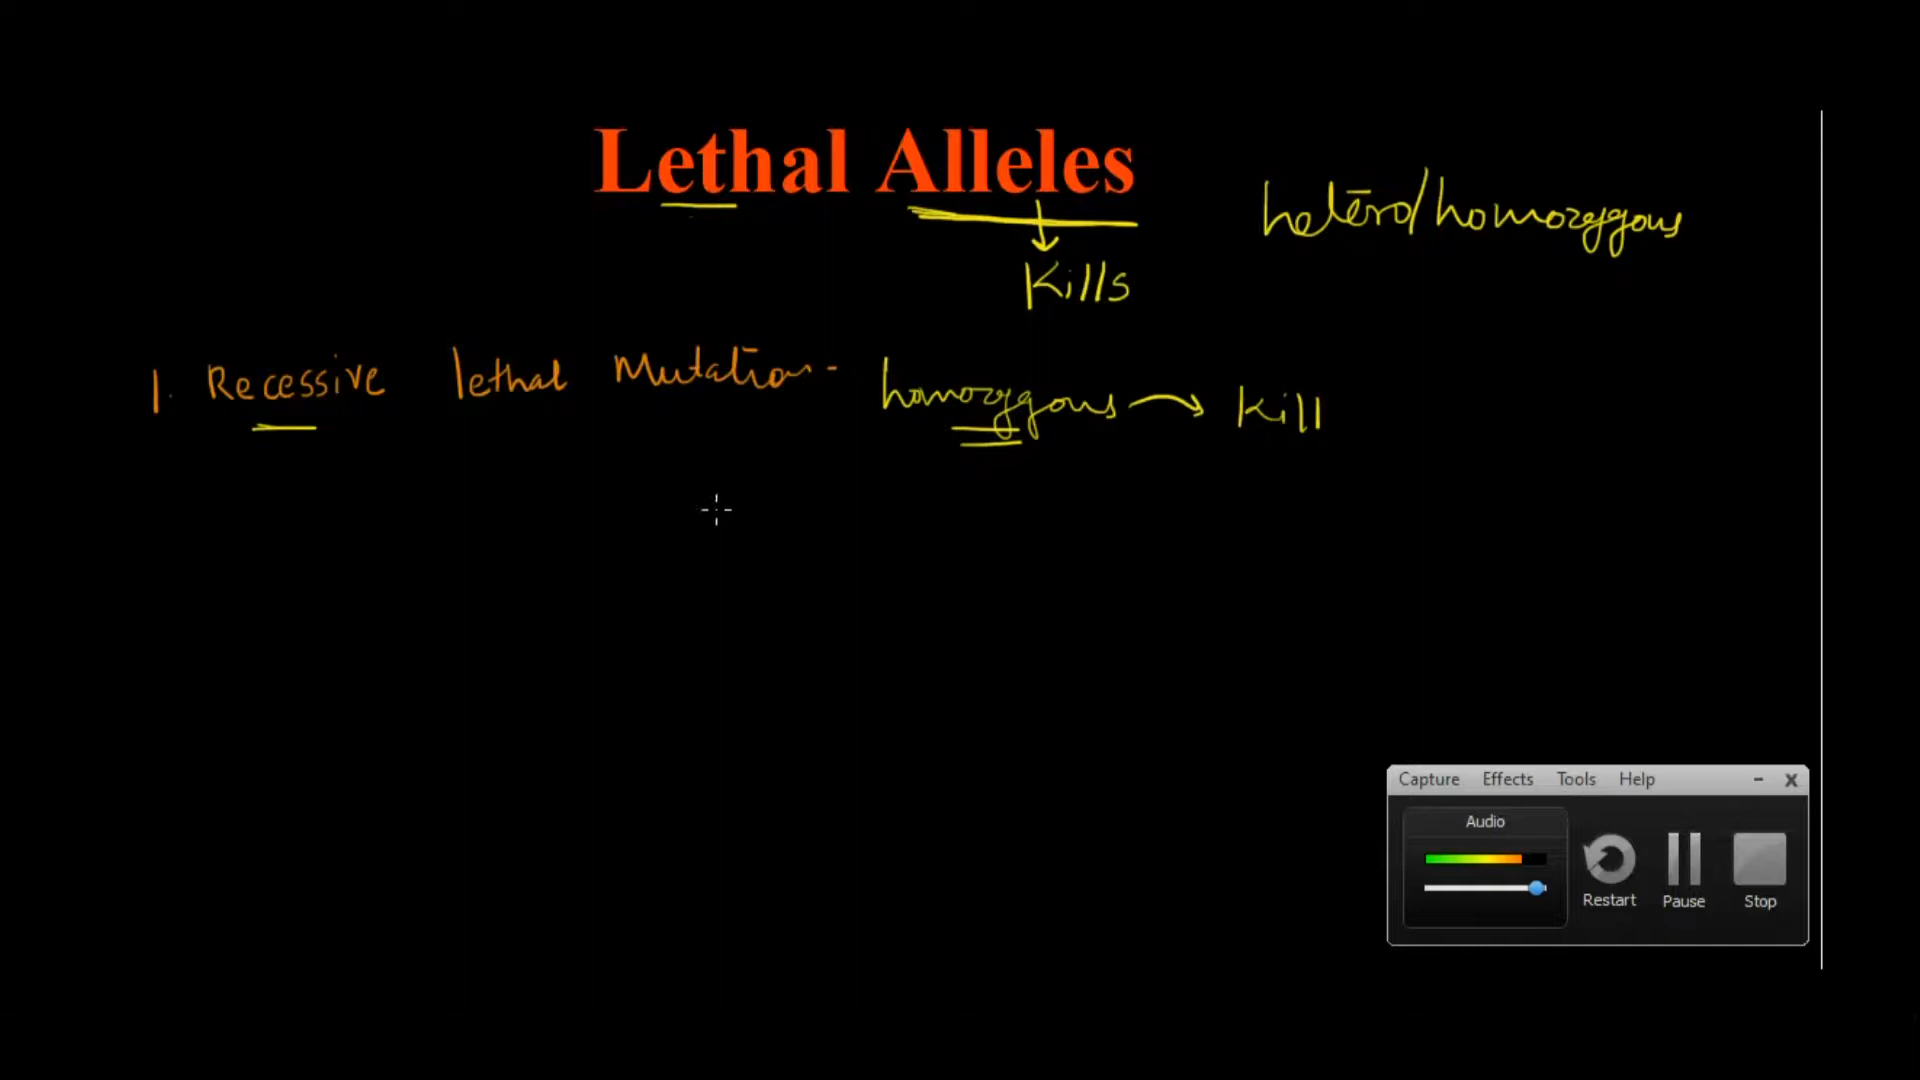 Lethal Alleles
hetero/homozygous
Kills
1. Recessive lethal Mutation - homozygous → Kill
Capture Effects Tools Help – X
Audio
Restart Pause Stop